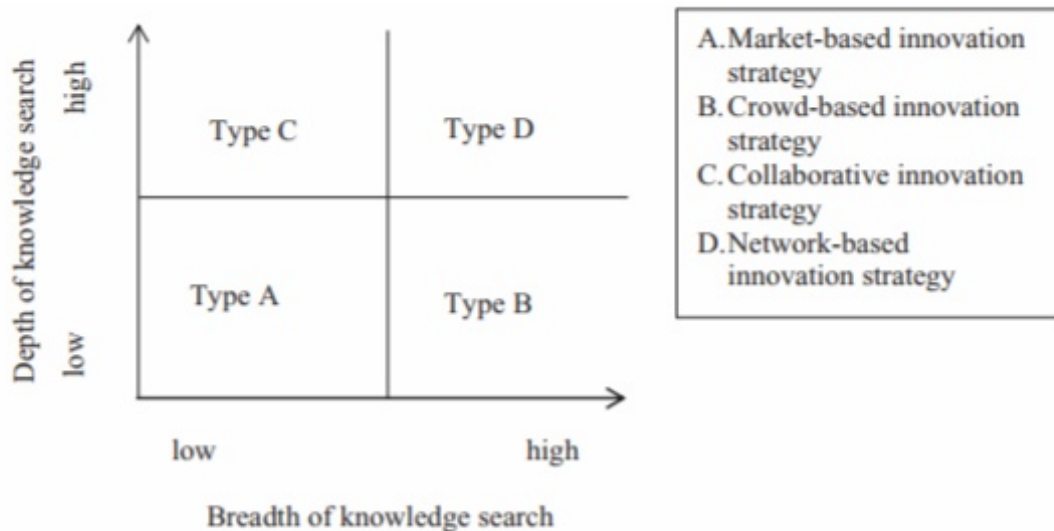 Depth of knowledge search
high
low
Type C
Type D
Type A
Type B
low
high
Breadth of knowledge search
A.Market-based innovation
strategy
B.Crowd-based innovation
strategy
C.Collaborative innovation
strategy
D.Network-based
innovation strategy